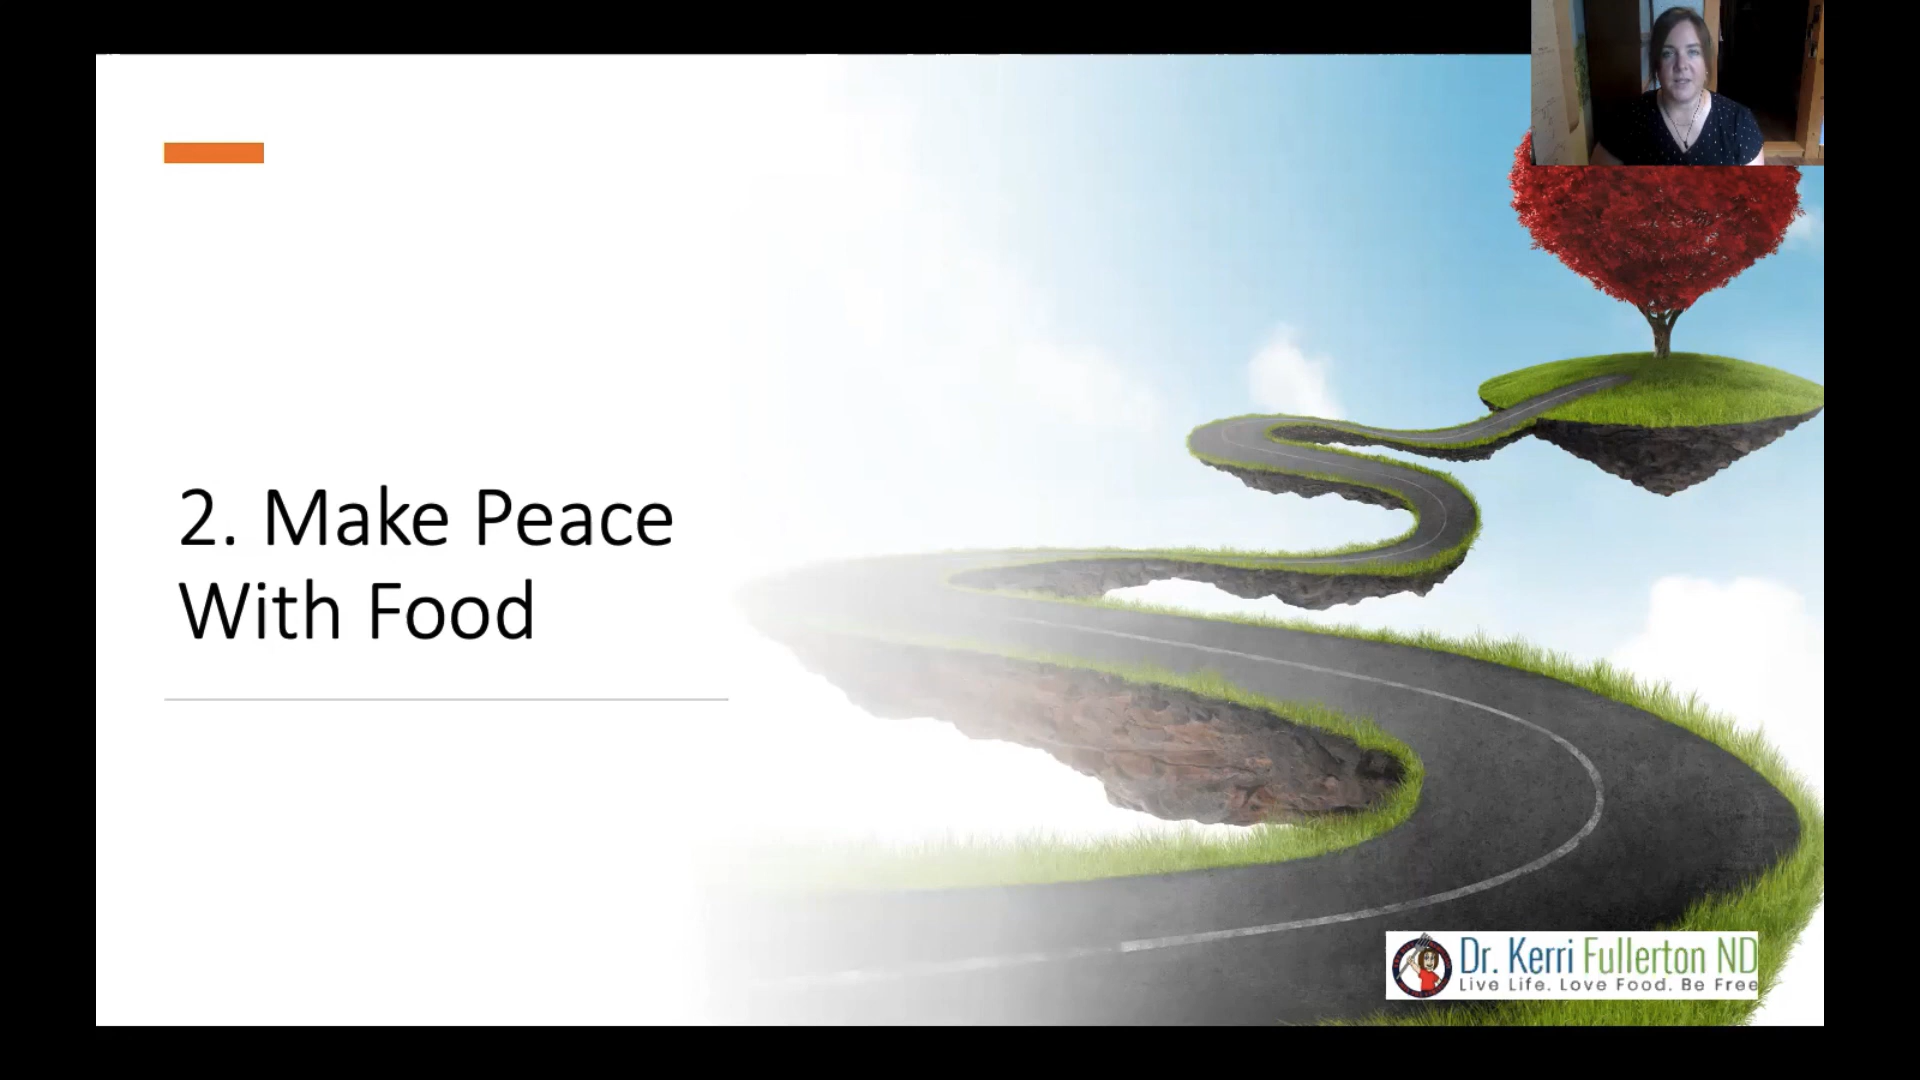 2. Make Peace
With Food
Dr. Kerri Fullerton ND
Live Life. Love Food. Be Free